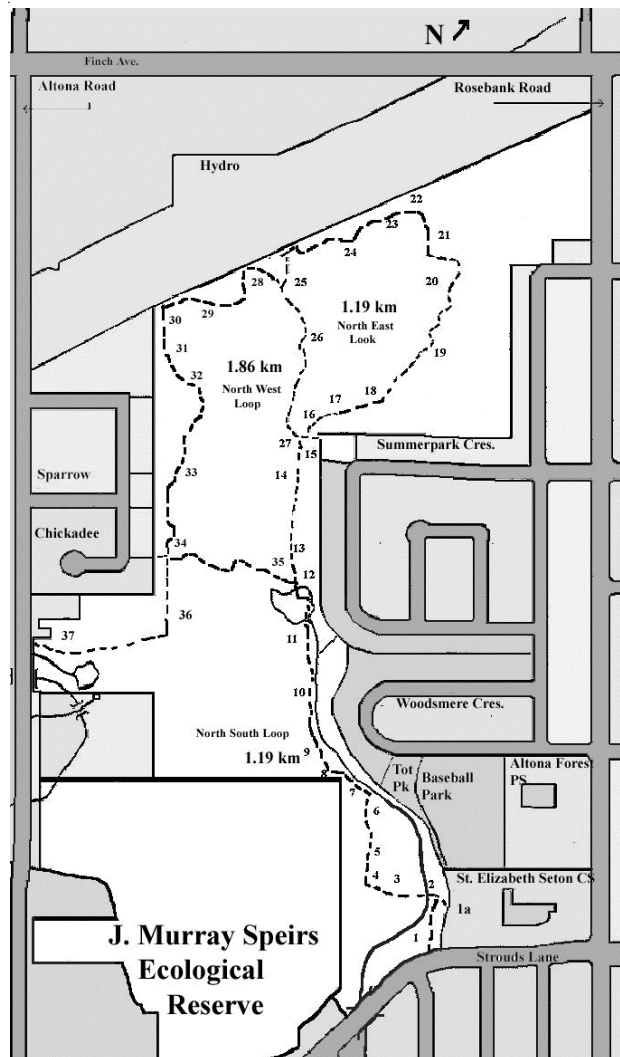 N
Finch Ave.
Altona Road
Rosebank Road
Hydro
22
23
21
24
20
25
28
1.19 km
North East
Look
30
29
26
31
19
1.86 km
32
North West
Loop
18
17
16
27
15
Summerpark Cres.
Sparrow
33
14
Chickadee
34
13
35
12
36
37
11
10
Woodsmere Cres.
North South Loop
1.19 km
9
8
7
6
Tot
Pk
Baseball
Park
Altona Forest
PS
5
4
3
2
St. Elizabeth Seton CS
1a
1
J. Murray Speirs
Ecological
Reserve
Strouds Lane